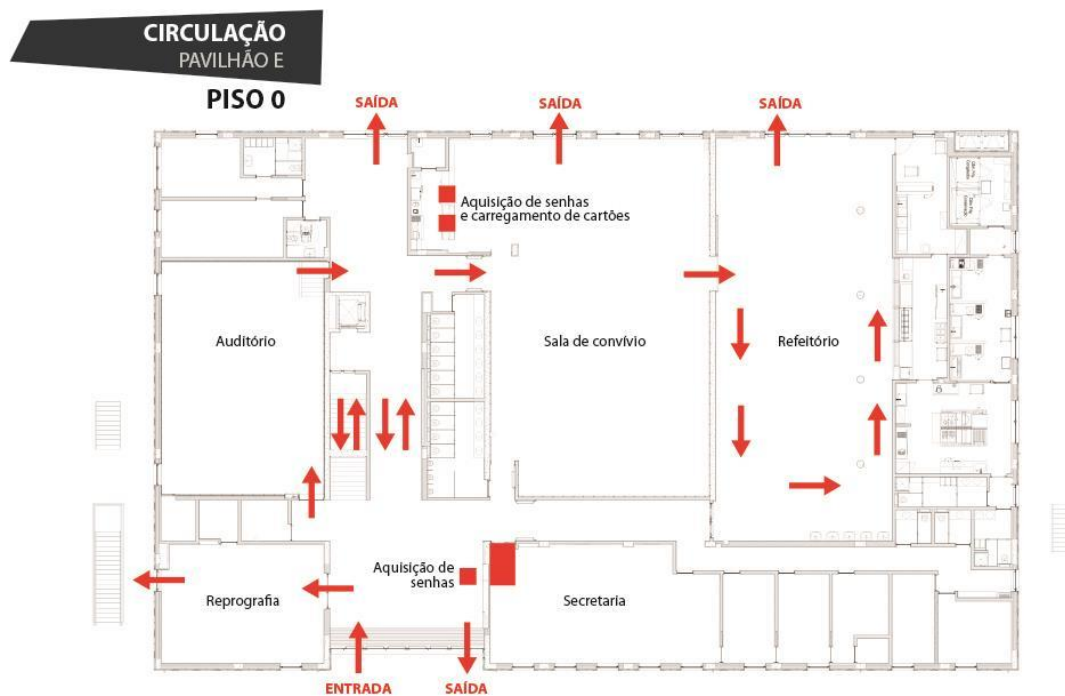 CIRCULAÇÃO
PAVILHÃO E
PISO 0
SAÍDA
SAÍDA
SAÍDA
Aquisição de senhas
e carregamento de cartões
Auditório
Sala de convívio
Refeitório
Aquisição de
senhas
Reprografia
Secretaria
ENTRADA
SAÍDA